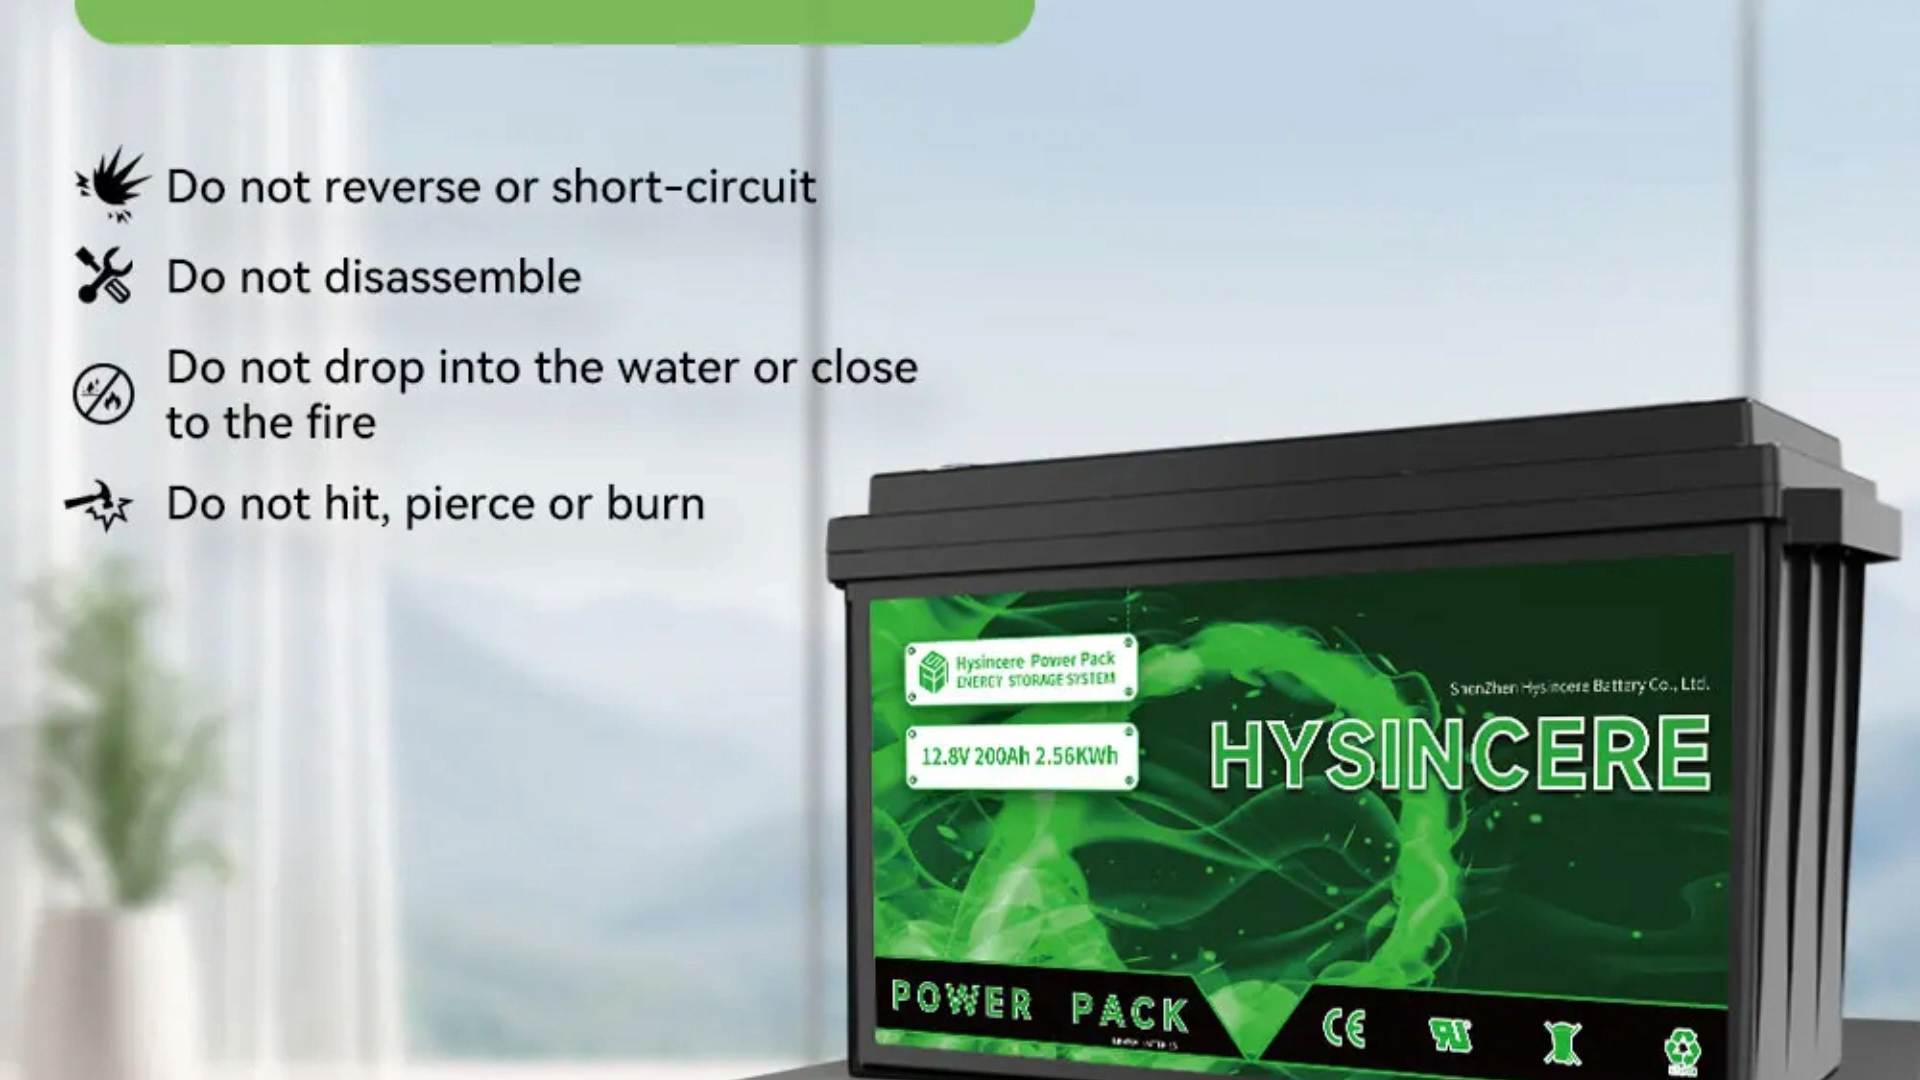 Do not reverse or short-circuit
Do not disassemble
Do not drop into the water or close
to the fire
Do not hit, pierce or burn
Hysincere Power Pack
ENERGY STORAGE SYSTEM
12.8V 200Ah 2.56KWh
ShenZhen Hysincere Battery Co., Ltd.
HYSINCERE
POWER PACK
CE